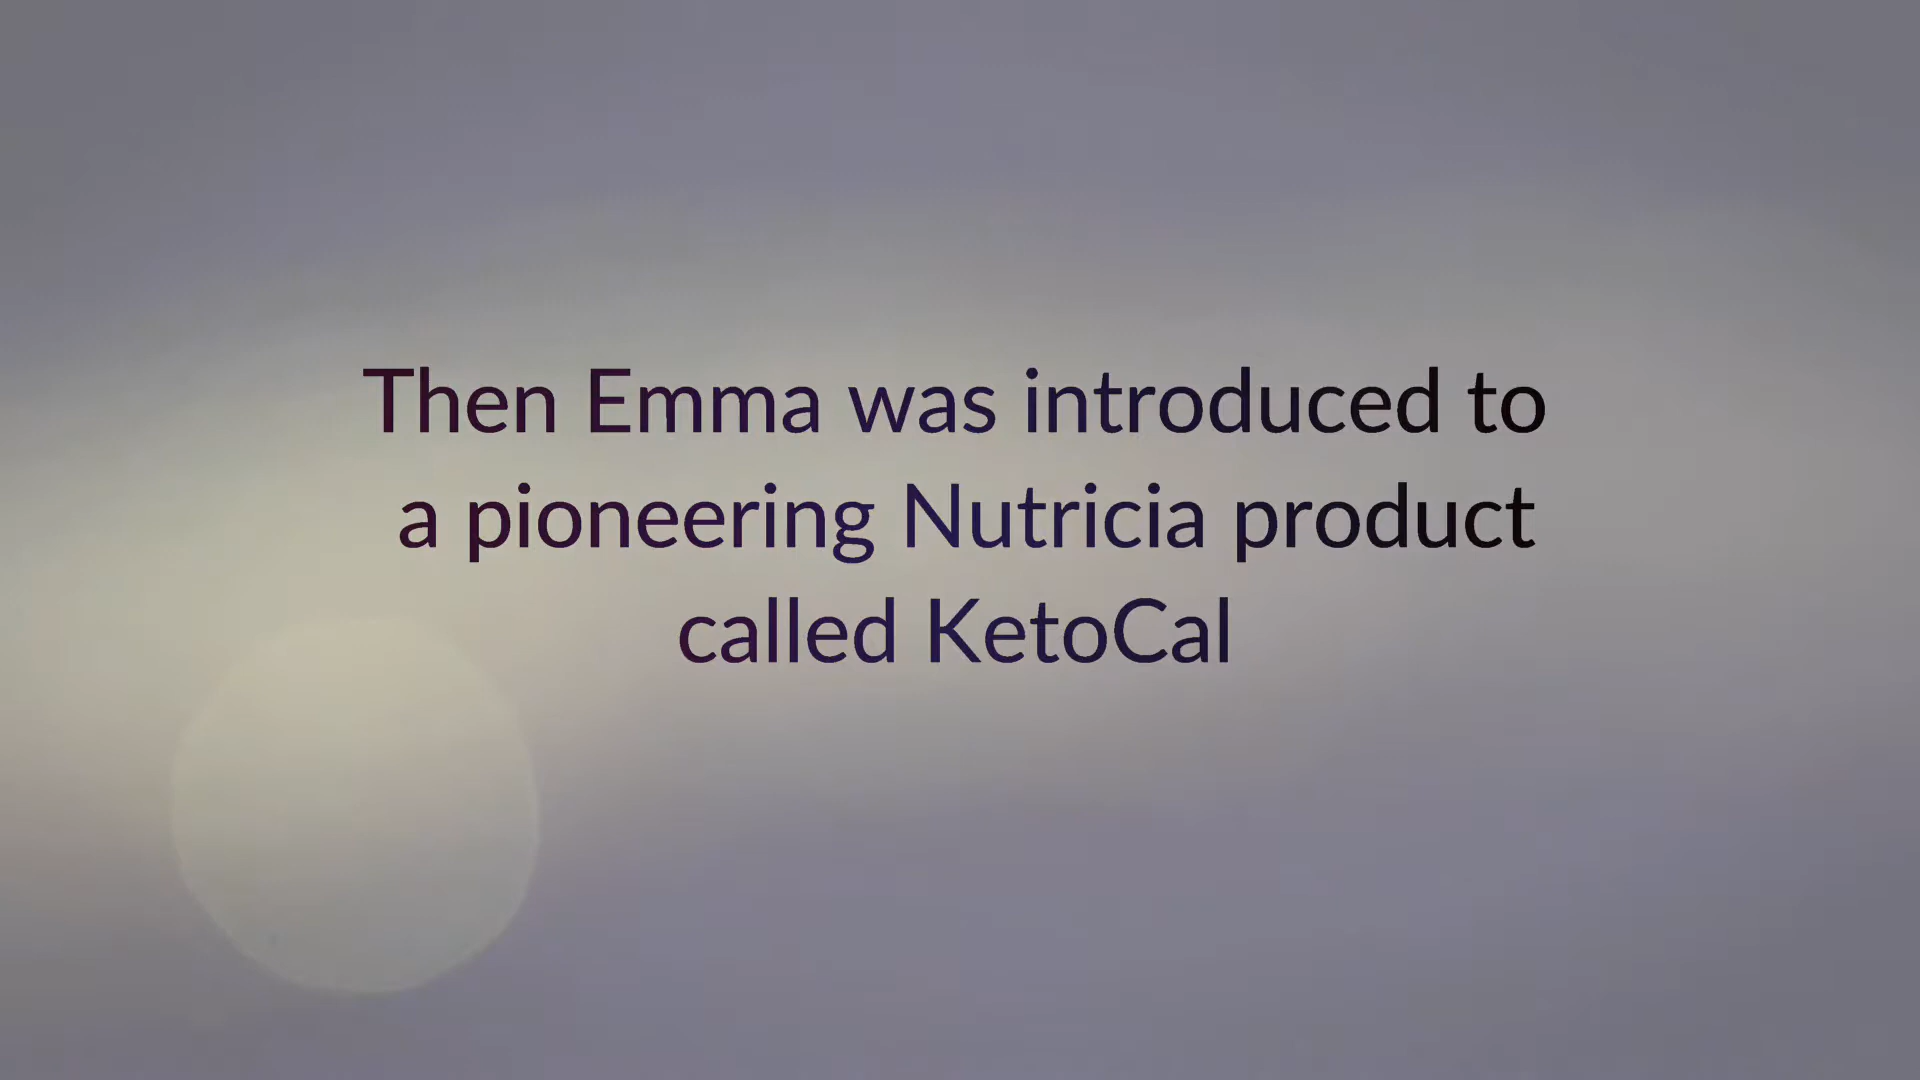 Then Emma was introduced to
a pioneering Nutricia product
called KetoCal